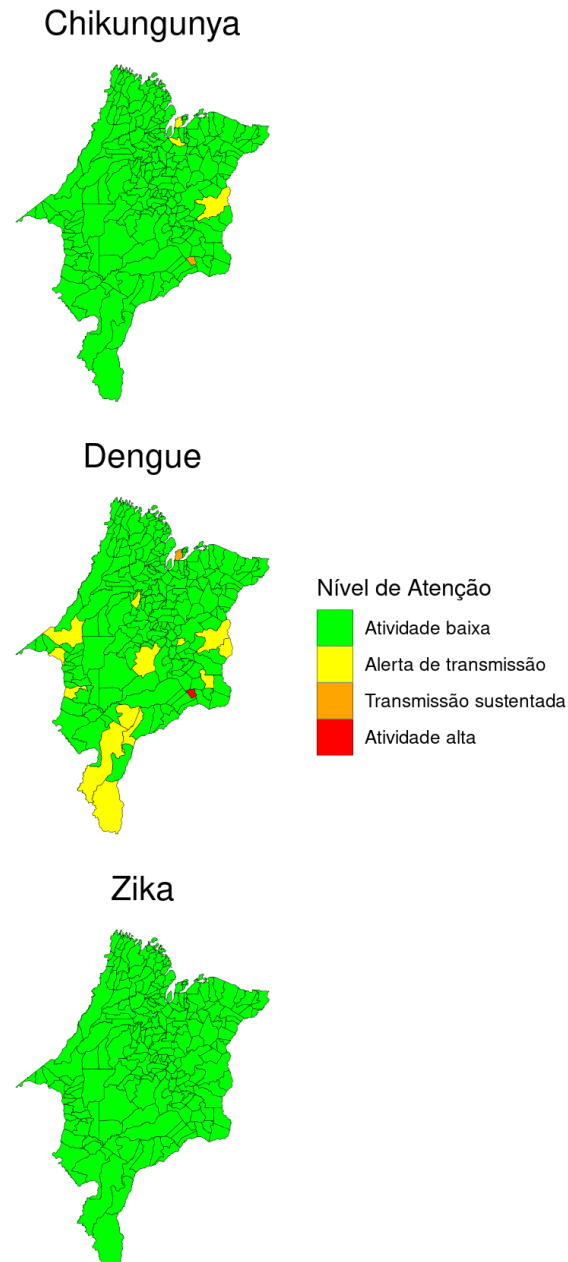 Chikungunya
Dengue
Nível de Atenção
Atividade baixa
Alerta de transmissão
Transmissão sustentada
Atividade alta
Zika